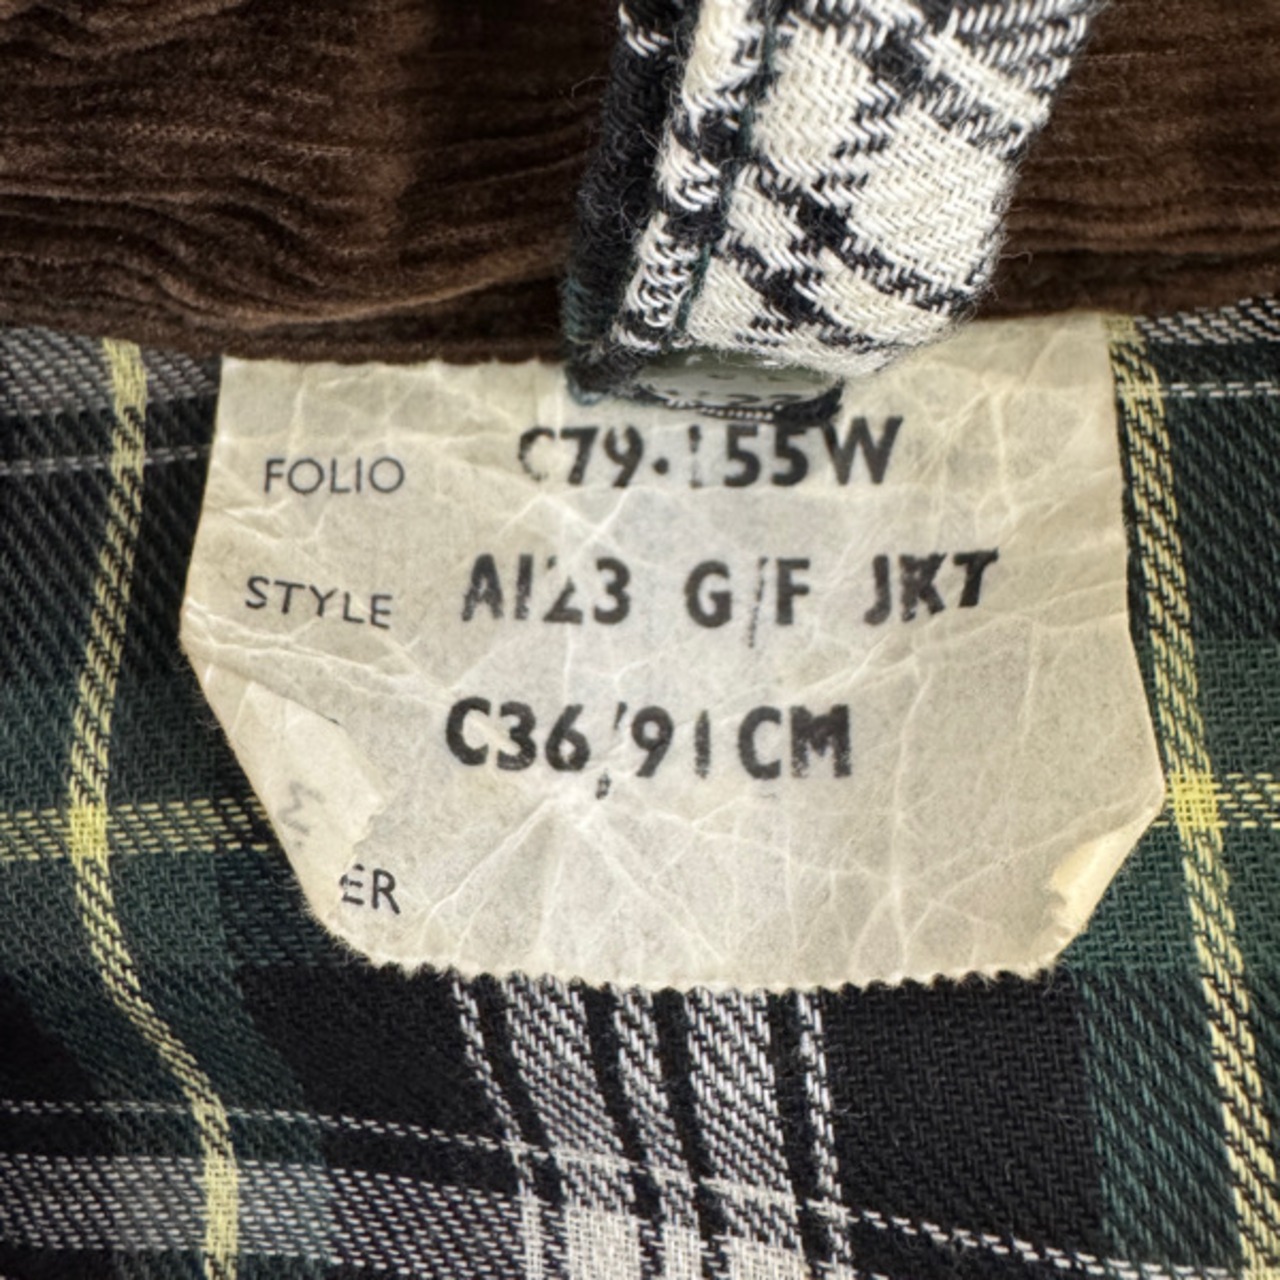 FOLIO C79.155W
STYLE A123 G/F JKT
C36/91CM
ER